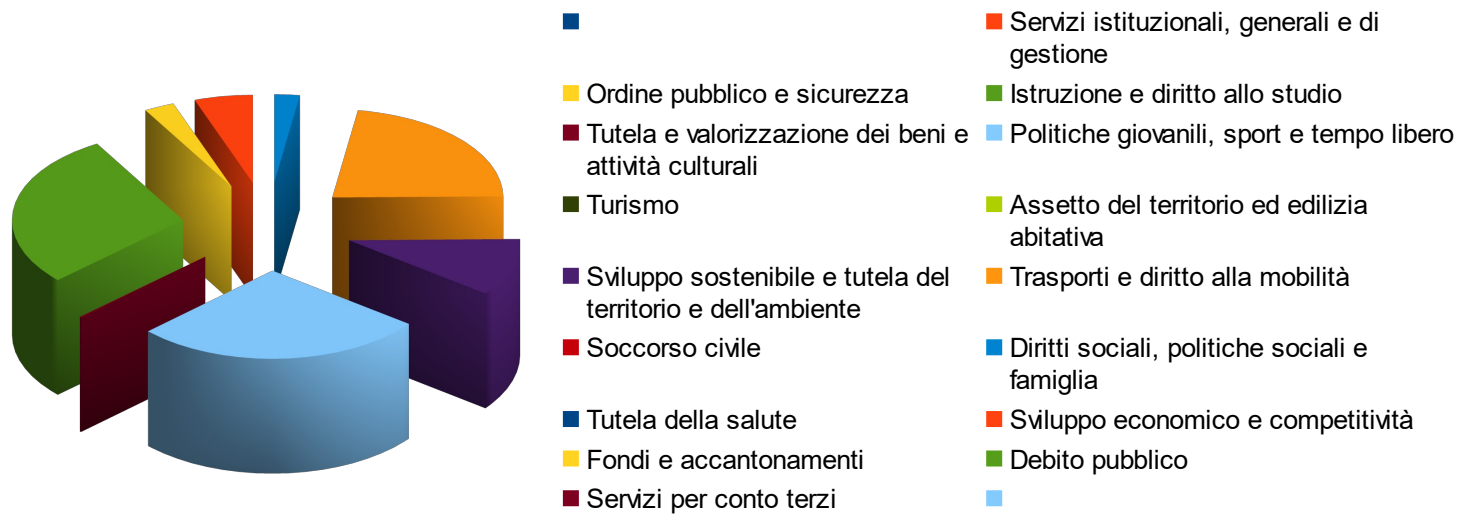 Servizi istituzionali, generali e di
gestione
Ordine pubblico e sicurezza
Istruzione e diritto allo studio
Tutela e valorizzazione dei beni e
attività culturali
Politiche giovanili, sport e tempo libero
Turismo
Assetto del territorio ed edilizia
abitativa
Sviluppo sostenibile e tutela del
territorio e dell'ambiente
Trasporti e diritto alla mobilità
Soccorso civile
Diritti sociali, politiche sociali e
famiglia
Tutela della salute
Sviluppo economico e competitività
Fondi e accantonamenti
Debito pubblico
Servizi per conto terzi